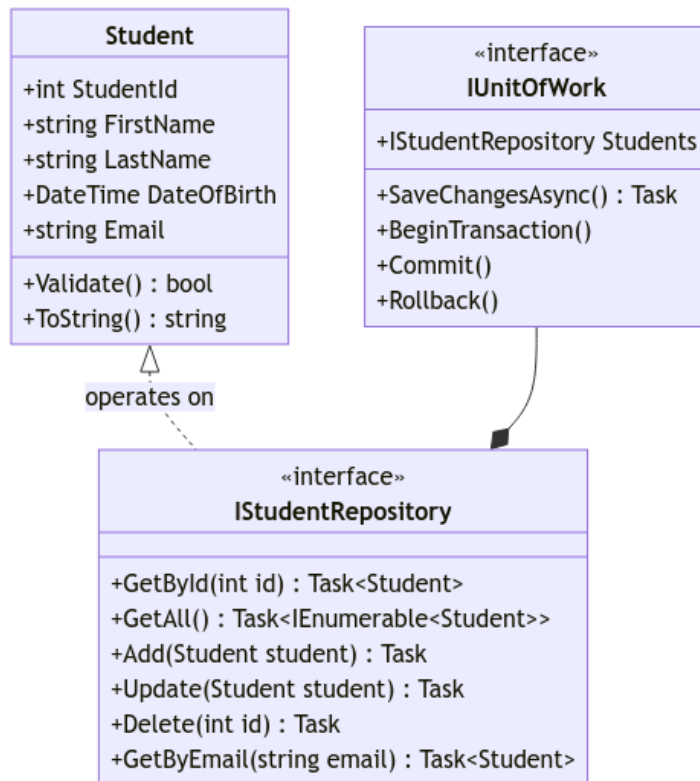 Student
+int StudentId
+string FirstName
+string LastName
+DateTime DateOfBirth
+string Email
+Validate() : bool
+ToString() : string
«interface»
IUnitOfWork
+IStudentRepository Students
+SaveChangesAsync() : Task
+BeginTransaction()
+Commit()
+Rollback()
operates on
«interface»
IStudentRepository
+GetById(int id) : Task<Student>
+GetAll() : Task<IEnumerable<Student>>
+Add(Student student) : Task
+Update(Student student) : Task
+Delete(int id) : Task
+GetByEmail(string email) : Task<Student>